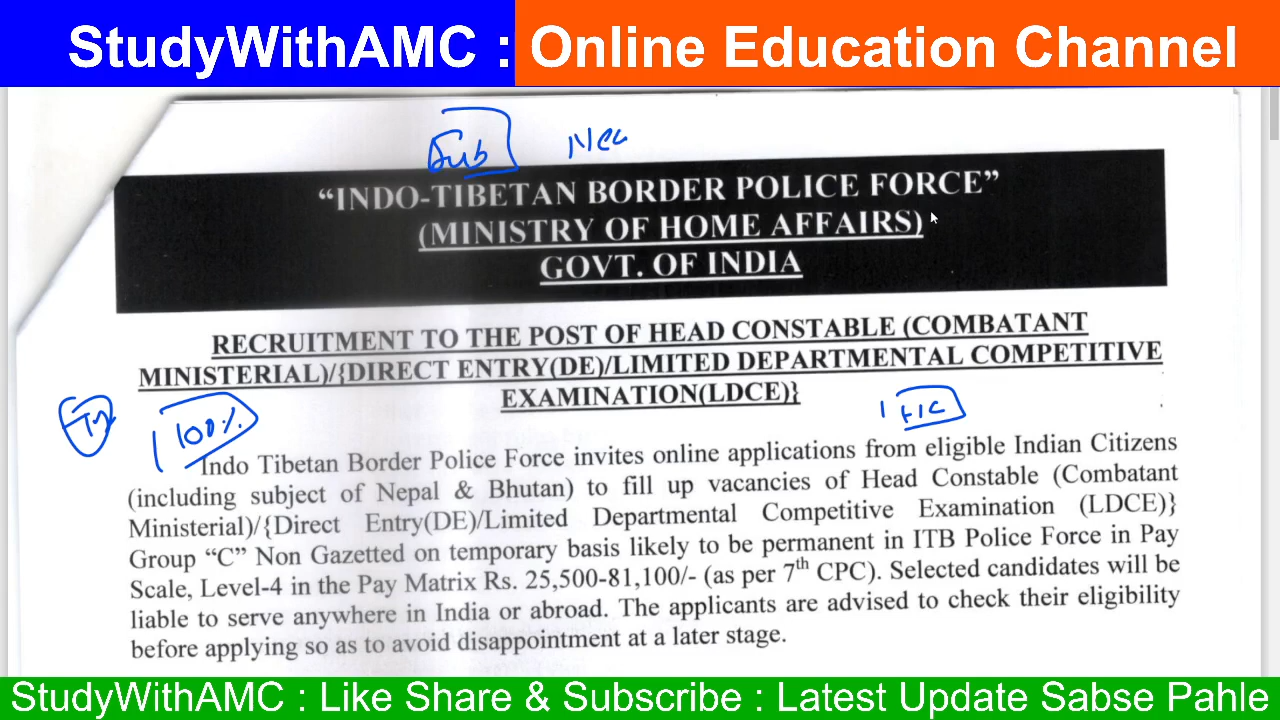 StudyWithAMC : Online Education Channel
Sub
“INDO-TIBETAN BORDER POLICE FORCE”
(MINISTRY OF HOME AFFAIRS)
GOVT. OF INDIA
RECRUITMENT TO THE POST OF HEAD CONSTABLE (COMBATANT
MINISTERIAL)/{DIRECT ENTRY(DE)/LIMITED DEPARTMENTAL COMPETITIVE
EXAMINATION(LDCE)}
100%
Indo Tibetan Border Police Force invites online applications from eligible Indian Citizens
(including subject of Nepal & Bhutan) to fill up vacancies of Head Constable (Combatant
Ministerial)/{Direct Entry(DE)/Limited Departmental Competitive Examination (LDCE)}
Group “C” Non Gazetted on temporary basis likely to be permanent in ITB Police Force in Pay
Scale, Level-4 in the Pay Matrix Rs. 25,500-81,100/- (as per 7th CPC). Selected candidates will be
liable to serve anywhere in India or abroad. The applicants are advised to check their eligibility
before applying so as to avoid disappointment at a later stage.
StudyWithAMC : Like Share & Subscribe : Latest Update Sabse Pahle